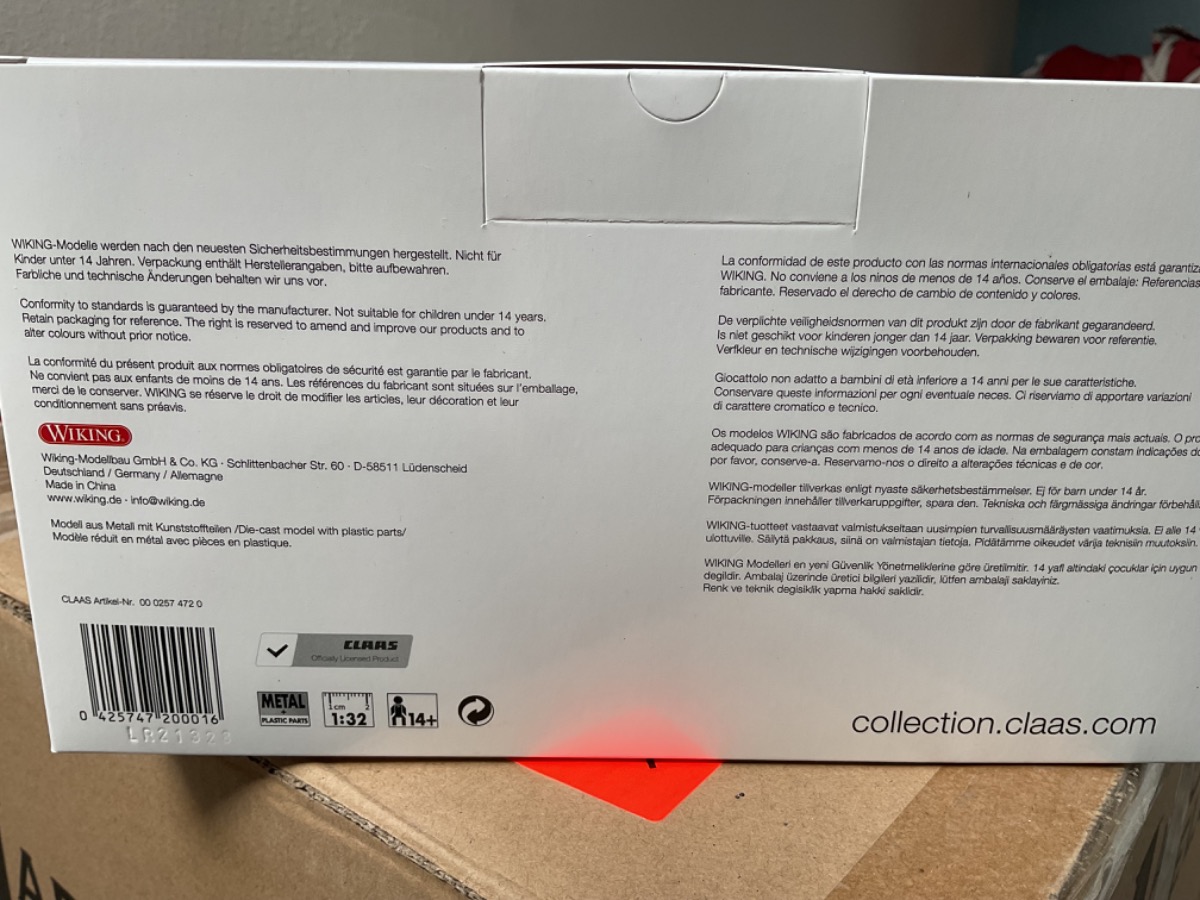 WIKING-Modelle werden nach den neuesten Sicherheitsbestimmungen hergestellt. Nicht für
Kinder unter 14 Jahren. Verpackung enthält Herstellerangaben, bitte aufbewahren.
Farbliche und technische Änderungen behalten wir uns vor.
Conformity to standards is guaranteed by the manufacturer. Not suitable for children under 14 years.
Retain packaging for reference. The right is reserved to amend and improve our products and to
alter colours without prior notice.
La conformité du présent produit aux normes obligatoires de sécurité est garantie par le fabricant.
Ne convient pas aux enfants de moins de 14 ans. Les références du fabricant sont situées sur l'emballage,
merci de le conserver. WIKING se réserve le droit de modifier les articles, leur décoration et leur
conditionnement sans préavis.
WIKING
Wiking-Modellbau GmbH & Co. KG · Schlittenbacher Str. 60 · D-58511 Lüdenscheid
Deutschland / Germany / Allemagne
Made in China
www.wiking.de · info@wiking.de
Modell aus Metall mit Kunststoffteilen /Die-cast model with plastic parts/
Modèle réduit en métal avec pièces en plastique.
CLAAS Artikel-Nr. 00 0257 472 0
0 425747 200016
LR21323
CLAAS
Officially Licensed Product
METAL
+
PLASTIC PARTS
1cm 2
1:32
14+
La conformidad de este producto con las normas internacionales obligatorias está garantiz
WIKING. No conviene a los ninos de menos de 14 años. Conserve el embalaje: Referencias
fabricante. Reservado el derecho de cambio de contenido y colores.
De verplichte veiligheidsnormen van dit produkt zijn door de fabrikant gegarandeerd.
Is niet geschikt voor kinderen jonger dan 14 jaar. Verpakking bewaren voor referentie.
Verfkleur en technische wijzigingen voorbehouden.
Giocattolo non adatto a bambini di età inferiore a 14 anni per le sue caratteristiche.
Conservare queste informazioni per ogni eventuale neces. Ci riserviamo di apportare variazioni
di carattere cromatico e tecnico.
Os modelos WIKING são fabricados de acordo com as normas de segurança mais actuais. O pro
adequado para crianças com menos de 14 anos de idade. Na embalagem constam indicações do
por favor, conserve-a. Reservamo-nos o direito a alterações técnicas e de cor.
WIKING-modeller tillverkas enligt nyaste säkerhetsbestämmelser. Ej för barn under 14 år.
Förpackningen innehåller tillverkaruppgifter, spara den. Tekniska och färgmässiga ändringar förbehåll
WIKING-tuotteet vastaavat valmistukseltaan uusimpien turvallisuusmääräysten vaatimuksia. Ei alle 14
ulottuville. Säilytä pakkaus, siinä on valmistajan tietoja. Pidätämme oikeudet värija teknisiin muutoksiin.
WIKING Modelleri en yeni Güvenlik Yönetmeliklerine göre üretilmitir. 14 yafl altindaki çocuklar için uygun
degildir. Ambalaj üzerinde üretici bilgileri yazilidir, lütfen ambalaji saklayiniz.
Renk ve teknik degisiklik yapma hakki saklidir.
collection.claas.com